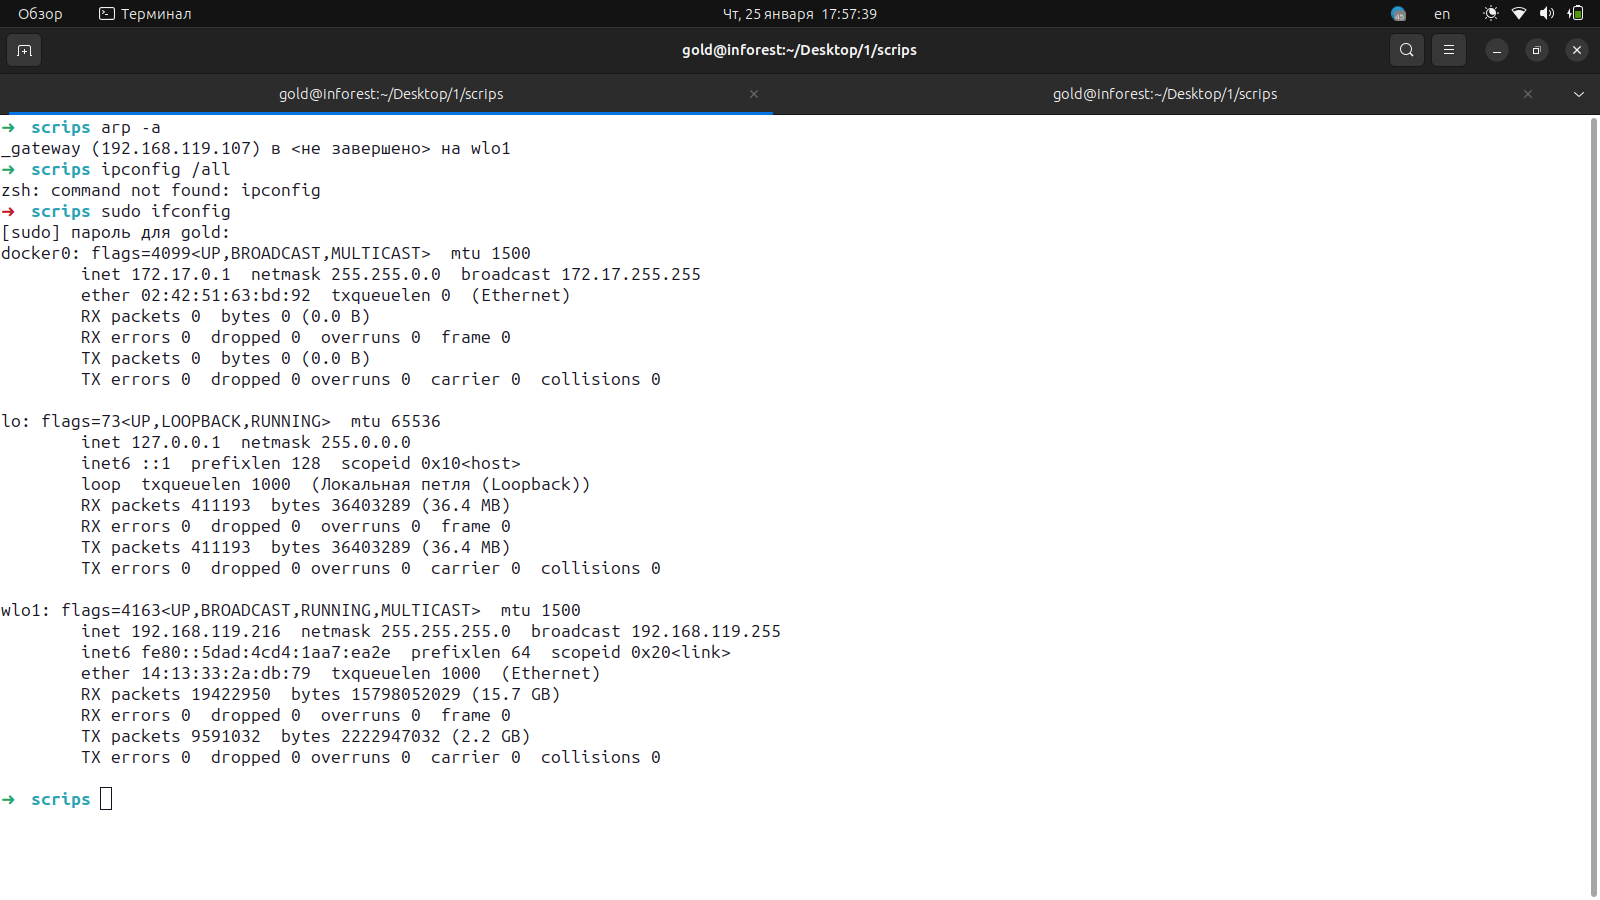 Обзор Терминал Чт, 25 января 17:57:39 en
gold@inforest:~/Desktop/1/scrips
gold@inforest:~/Desktop/1/scrips gold@inforest:~/Desktop/1/scrips
➜ scrips arp -a
_gateway (192.168.119.107) в <не завершено> на wlo1
➜ scrips ipconfig /all
zsh: command not found: ipconfig
➜ scrips sudo ifconfig
[sudo] пароль для gold:
docker0: flags=4099<UP,BROADCAST,MULTICAST>  mtu 1500
        inet 172.17.0.1  netmask 255.255.0.0  broadcast 172.17.255.255
        ether 02:42:51:63:bd:92  txqueuelen 0  (Ethernet)
        RX packets 0  bytes 0 (0.0 B)
        RX errors 0  dropped 0  overruns 0  frame 0
        TX packets 0  bytes 0 (0.0 B)
        TX errors 0  dropped 0 overruns 0  carrier 0  collisions 0

lo: flags=73<UP,LOOPBACK,RUNNING>  mtu 65536
        inet 127.0.0.1  netmask 255.0.0.0
        inet6 ::1  prefixlen 128  scopeid 0x10<host>
        loop  txqueuelen 1000  (Локальная петля (Loopback))
        RX packets 411193  bytes 36403289 (36.4 MB)
        RX errors 0  dropped 0  overruns 0  frame 0
        TX packets 411193  bytes 36403289 (36.4 MB)
        TX errors 0  dropped 0 overruns 0  carrier 0  collisions 0

wlo1: flags=4163<UP,BROADCAST,RUNNING,MULTICAST>  mtu 1500
        inet 192.168.119.216  netmask 255.255.255.0  broadcast 192.168.119.255
        inet6 fe80::5dad:4cd4:1aa7:ea2e  prefixlen 64  scopeid 0x20<link>
        ether 14:13:33:2a:db:79  txqueuelen 1000  (Ethernet)
        RX packets 19422950  bytes 15798052029 (15.7 GB)
        RX errors 0  dropped 0  overruns 0  frame 0
        TX packets 9591032  bytes 2222947032 (2.2 GB)
        TX errors 0  dropped 0 overruns 0  carrier 0  collisions 0

➜ scrips